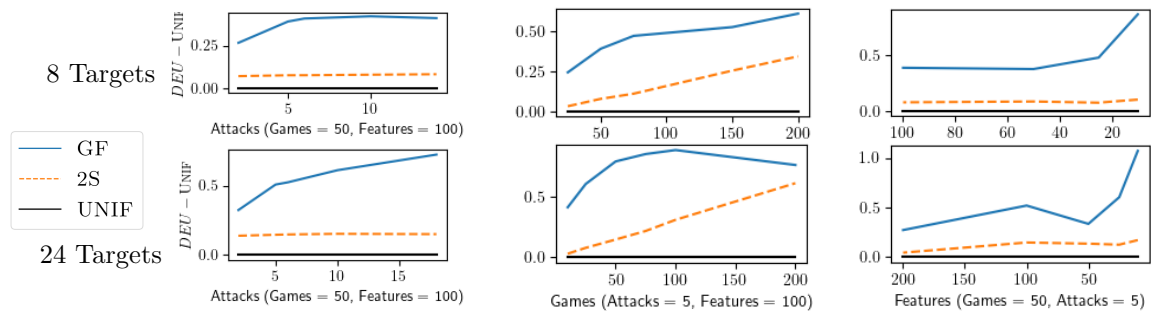 8 Targets
DEU − UNIF
0.25
0.00
5 10
Attacks (Games = 50, Features = 100)
0.50
0.25
0.00
50 100 150 200
0.5
0.0
100 80 60 40 20
GF
2S
UNIF
24 Targets
DEU − UNIF
0.5
0.0
5 10 15
Attacks (Games = 50, Features = 100)
0.5
0.0
50 100 150 200
Games (Attacks = 5, Features = 100)
1.0
0.5
0.0
200 150 100 50
Features (Games = 50, Attacks = 5)